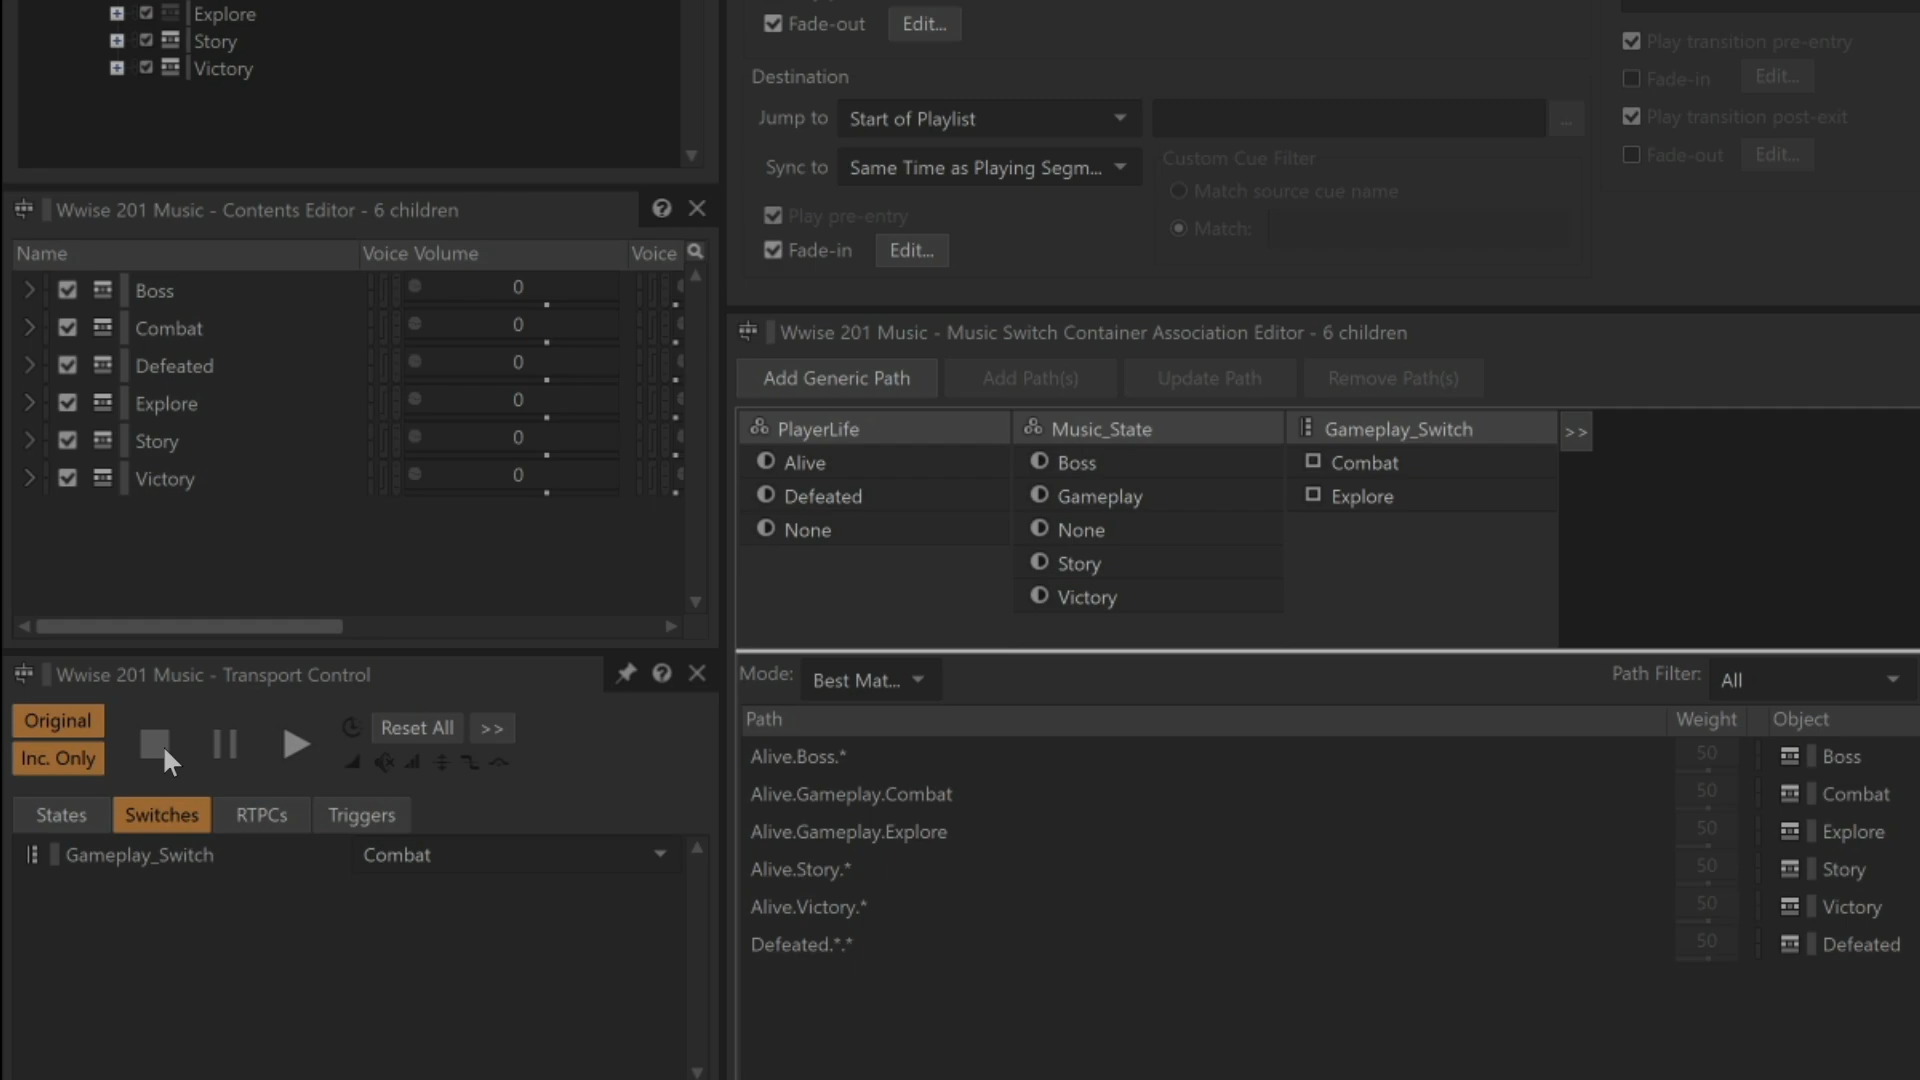 Explore
Story
Victory
Wwise 201 Music - Contents Editor - 6 children
Name Voice Volume Voice
Boss 0
Combat 0
Defeated 0
Explore 0
Story 0
Victory 0
Wwise 201 Music - Transport Control
Original
Inc. Only
Reset All >>
States Switches RTPCs Triggers
Gameplay_Switch Combat
Fade-out Edit...
Destination
Jump to Start of Playlist ...
Sync to Same Time as Playing Segm...
Custom Cue Filter
Match source cue name
Match:
Play pre-entry
Fade-in Edit...
Play transition pre-entry
Fade-in Edit...
Play transition post-exit
Fade-out Edit...
Wwise 201 Music - Music Switch Container Association Editor - 6 children
Add Generic Path Add Path(s) Update Path Remove Path(s)
PlayerLife Music_State Gameplay_Switch >>
Alive Boss Combat
Defeated Gameplay Explore
None None
Story
Victory
Mode: Best Mat... Path Filter: All
Path Weight Object
Alive.Boss.* 50 Boss
Alive.Gameplay.Combat 50 Combat
Alive.Gameplay.Explore 50 Explore
Alive.Story.* 50 Story
Alive.Victory.* 50 Victory
Defeated.*.* 50 Defeated